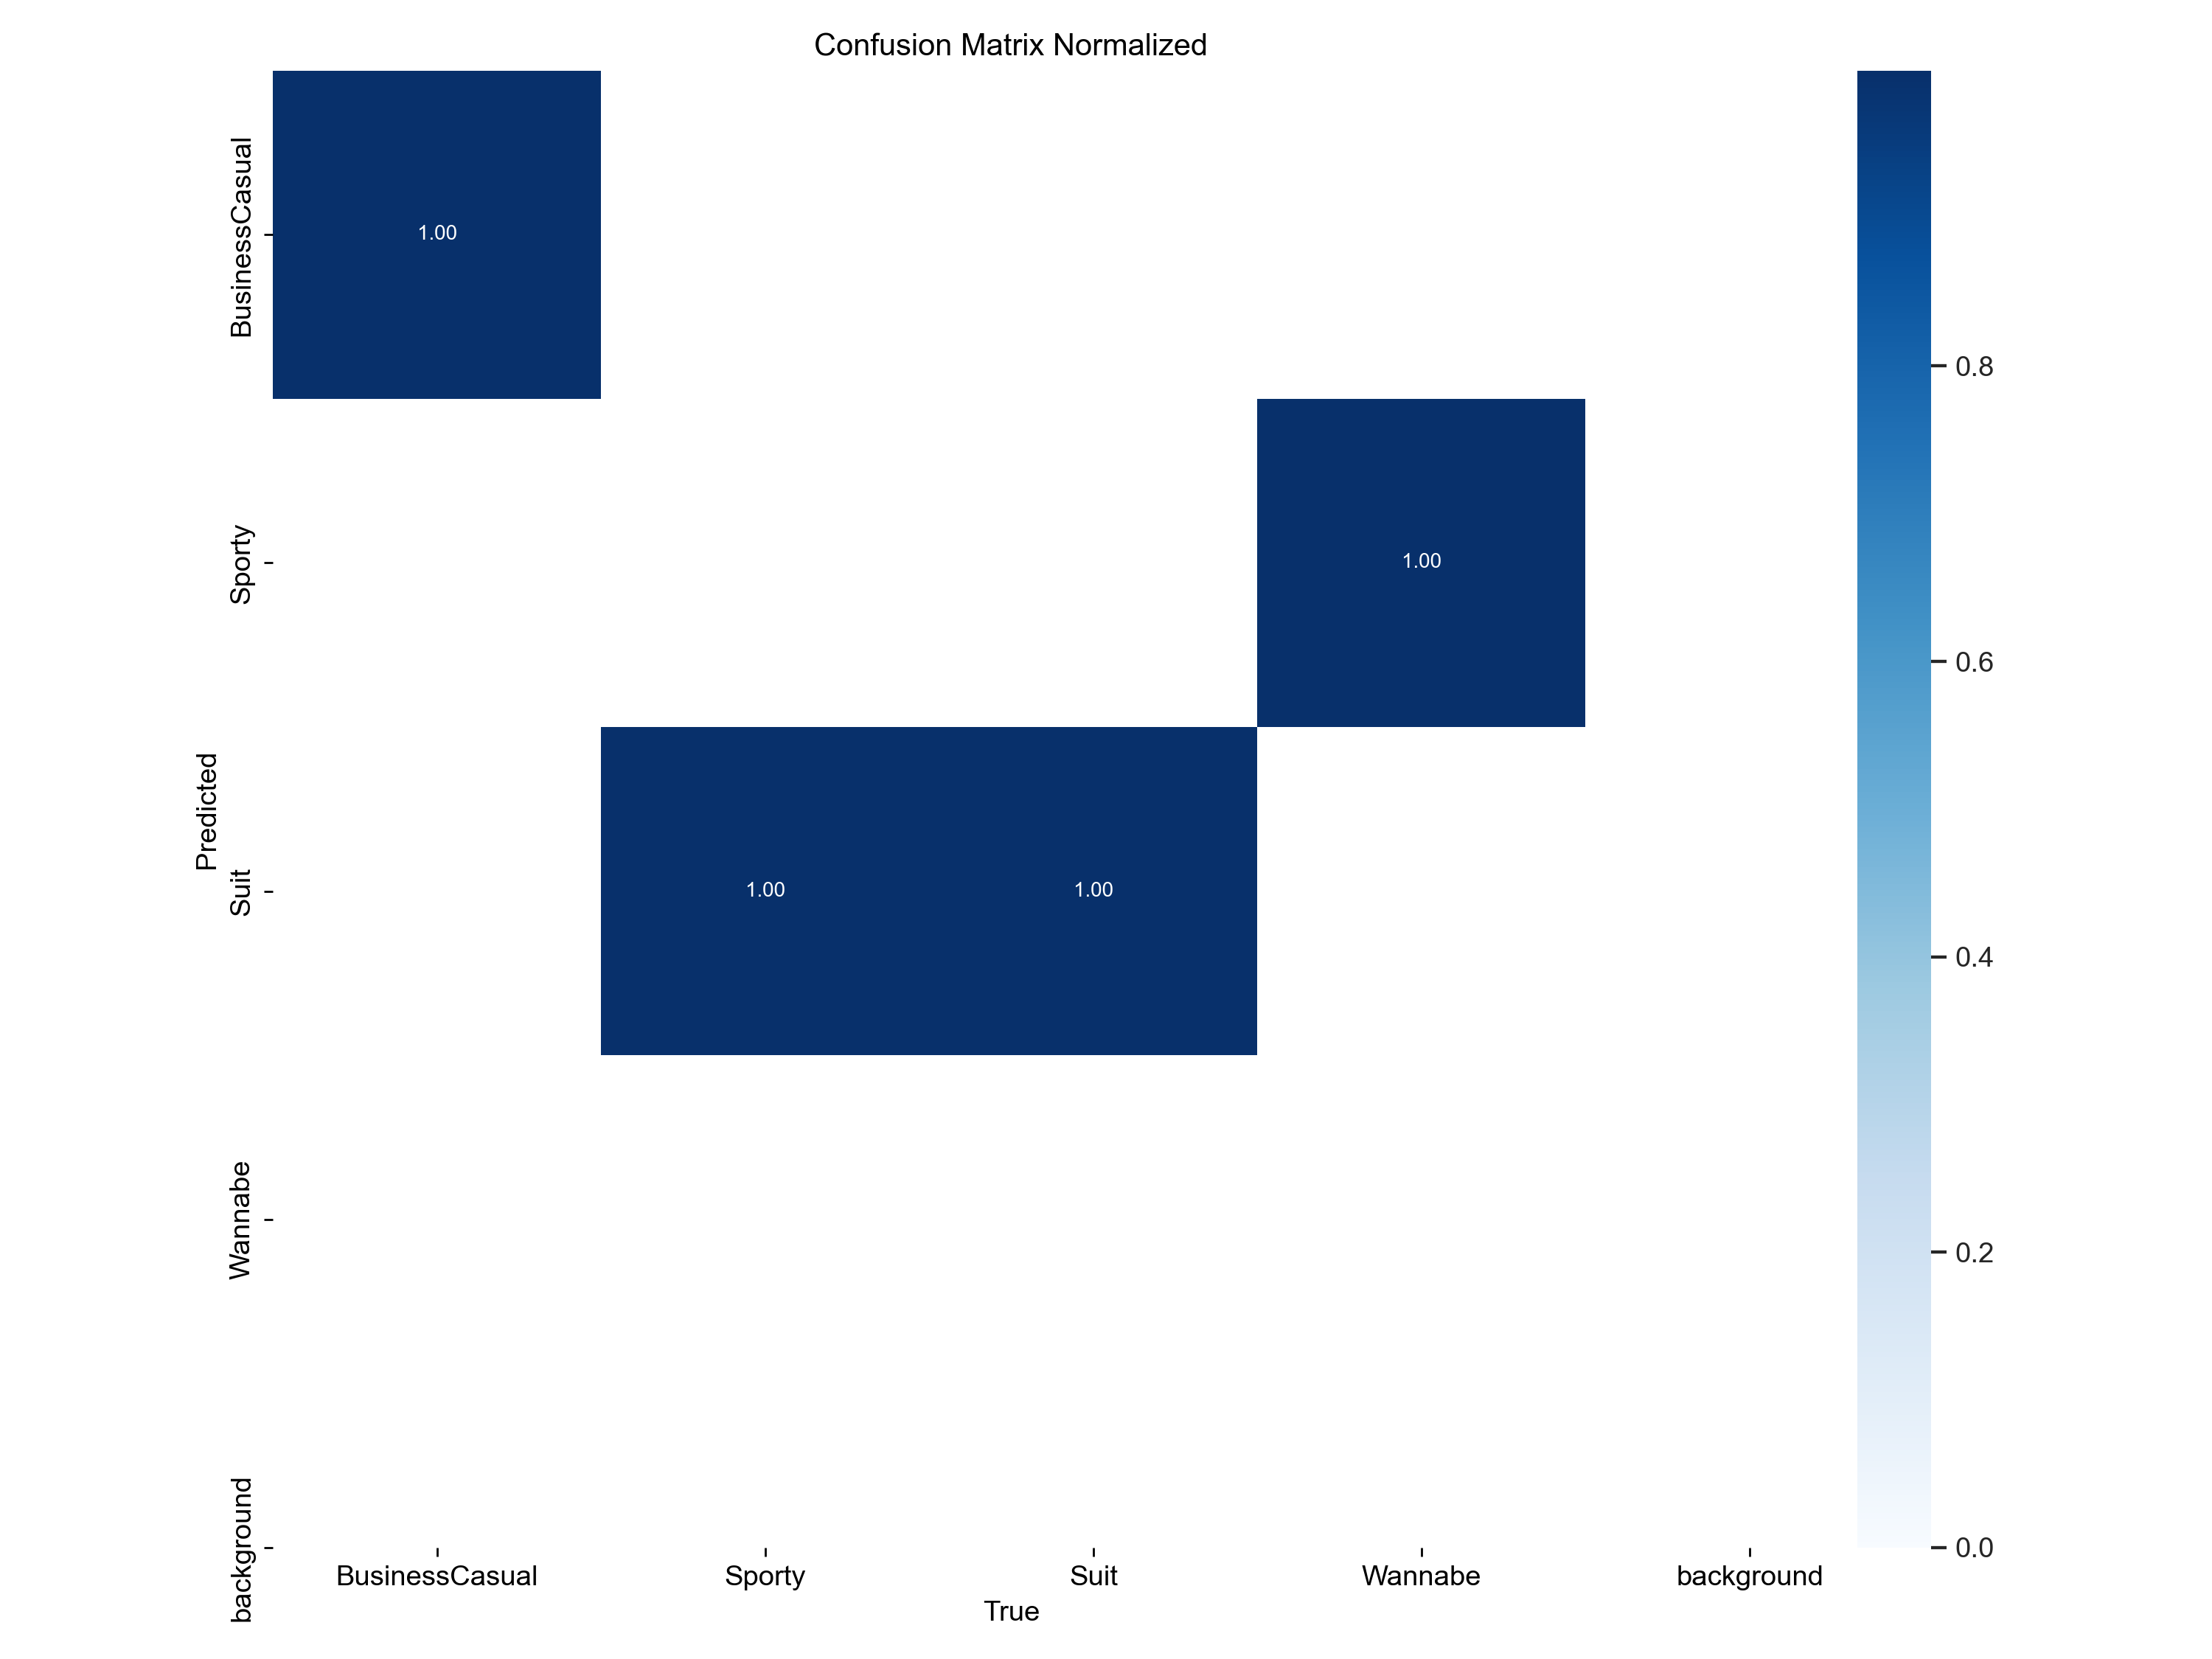 Confusion Matrix Normalized
BusinessCasual
1.00
0.8
Sporty
1.00
0.6
Predicted
Suit
1.00
1.00
0.4
Wannabe
0.2
background
0.0
BusinessCasual
Sporty
Suit
Wannabe
background
True